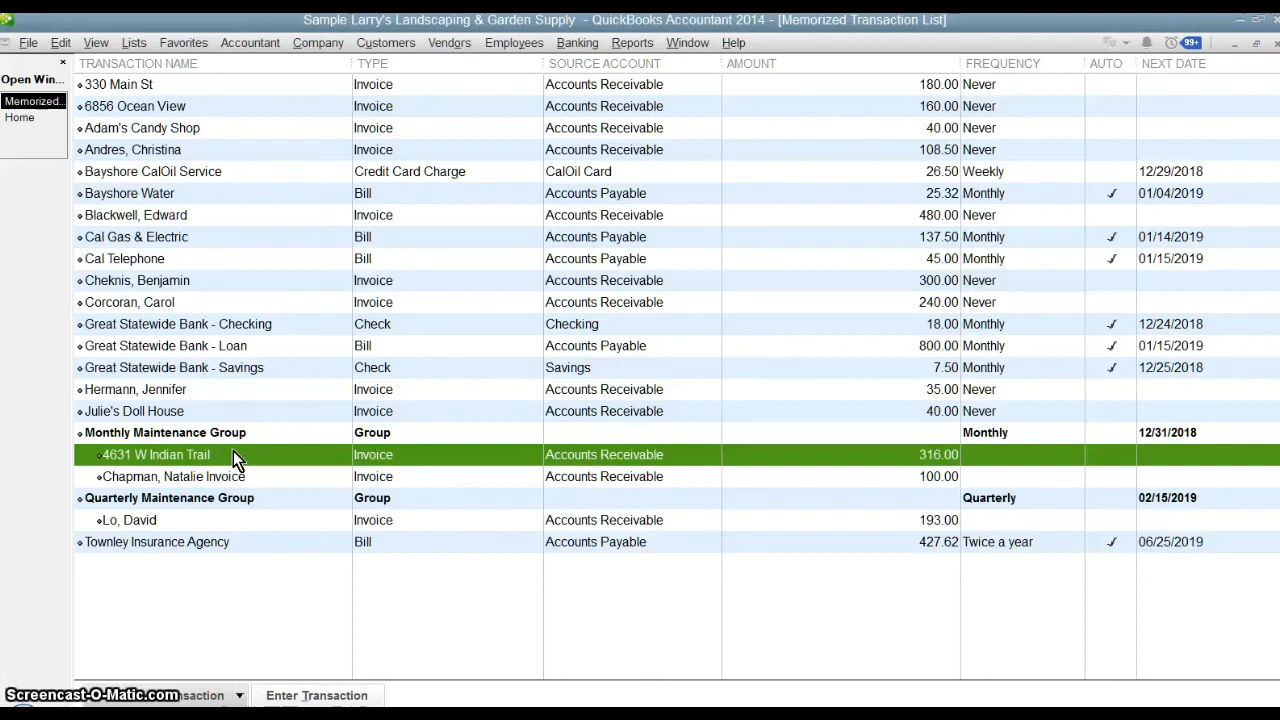 Sample Larry's Landscaping & Garden Supply - QuickBooks Accountant 2014 - [Memorized Transaction List]
File Edit View Lists Favorites Accountant Company Customers Vendors Employees Banking Reports Window Help 99+
Open Win...
Memorized...
Home
TRANSACTION NAME TYPE SOURCE ACCOUNT AMOUNT FREQUENCY AUTO NEXT DATE
330 Main St Invoice Accounts Receivable 180.00 Never
6856 Ocean View Invoice Accounts Receivable 160.00 Never
Adam's Candy Shop Invoice Accounts Receivable 40.00 Never
Andres, Christina Invoice Accounts Receivable 108.50 Never
Bayshore CalOil Service Credit Card Charge CalOil Card 26.50 Weekly 12/29/2018
Bayshore Water Bill Accounts Payable 25.32 Monthly ✓ 01/04/2019
Blackwell, Edward Invoice Accounts Receivable 480.00 Never
Cal Gas & Electric Bill Accounts Payable 137.50 Monthly ✓ 01/14/2019
Cal Telephone Bill Accounts Payable 45.00 Monthly ✓ 01/15/2019
Cheknis, Benjamin Invoice Accounts Receivable 300.00 Never
Corcoran, Carol Invoice Accounts Receivable 240.00 Never
Great Statewide Bank - Checking Check Checking 18.00 Monthly ✓ 12/24/2018
Great Statewide Bank - Loan Bill Accounts Payable 800.00 Monthly ✓ 01/15/2019
Great Statewide Bank - Savings Check Savings 7.50 Monthly ✓ 12/25/2018
Hermann, Jennifer Invoice Accounts Receivable 35.00 Never
Julie's Doll House Invoice Accounts Receivable 40.00 Never
Monthly Maintenance Group Group Monthly 12/31/2018
4631 W Indian Trail Invoice Accounts Receivable 316.00
Chapman, Natalie Invoice Invoice Accounts Receivable 100.00
Quarterly Maintenance Group Group Quarterly 02/15/2019
Lo, David Invoice Accounts Receivable 193.00
Townley Insurance Agency Bill Accounts Payable 427.62 Twice a year ✓ 06/25/2019
Screencast-O-Matic.com Enter Transaction